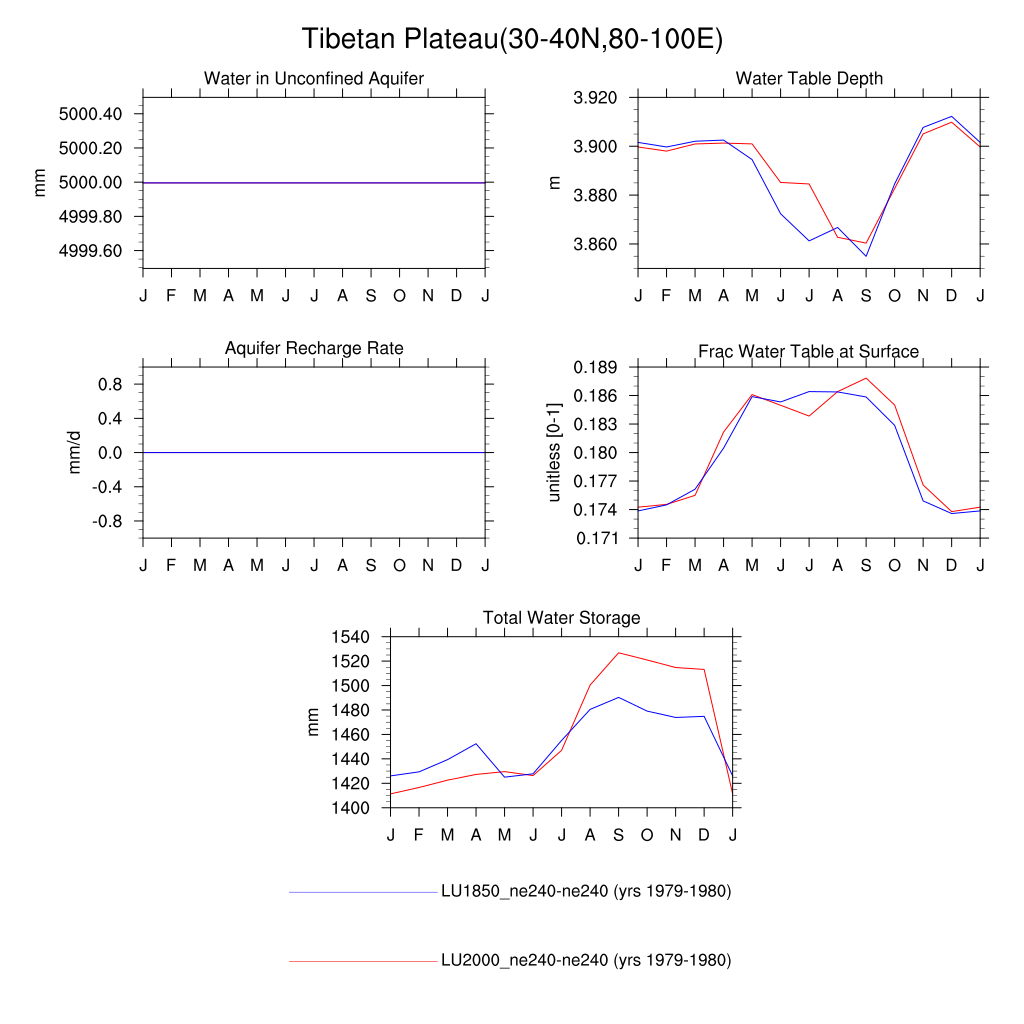 Tibetan Plateau(30-40N,80-100E)
Water in Unconfined Aquifer
5000.40
5000.20
5000.00
4999.80
4999.60
mm
J F M A M J J A S O N D J
Water Table Depth
3.920
3.900
3.880
3.860
m
J F M A M J J A S O N D J
Aquifer Recharge Rate
0.8
0.4
0.0
-0.4
-0.8
mm/d
J F M A M J J A S O N D J
Frac Water Table at Surface
0.189
0.186
0.183
0.180
0.177
0.174
0.171
unitless [0-1]
J F M A M J J A S O N D J
Total Water Storage
1540
1520
1500
1480
1460
1440
1420
1400
mm
J F M A M J J A S O N D J
LU1850_ne240-ne240 (yrs 1979-1980)
LU2000_ne240-ne240 (yrs 1979-1980)